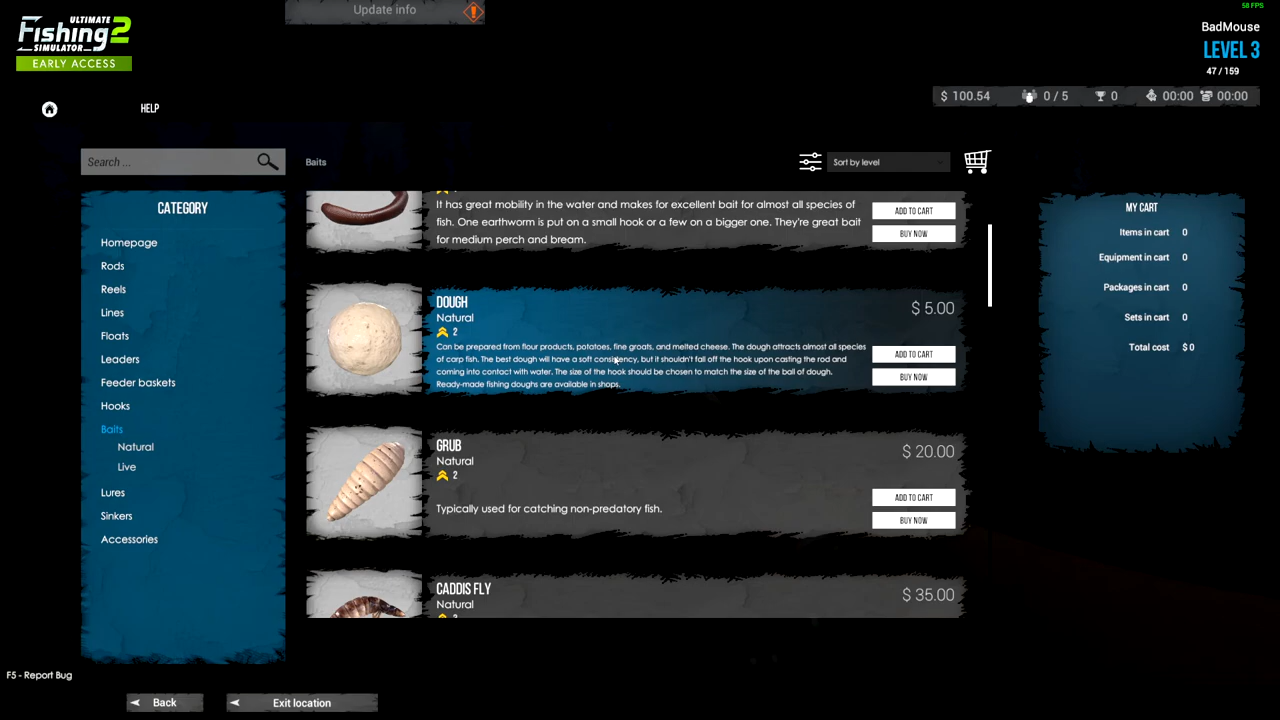 58 FPS
Update info
ULTIMATE
Fishing 2
SIMULATOR
EARLY ACCESS
BadMouse
LEVEL 3
47 / 159
$ 100.54 0 / 5 0 00:00 00:00
HELP
Search ...
Baits
Sort by level
CATEGORY
Homepage
Rods
Reels
Lines
Floats
Leaders
Feeder baskets
Hooks
Baits
Natural
Live
Lures
Sinkers
Accessories
It has great mobility in the water and makes for excellent bait for almost all species of
fish. One earthworm is put on a small hook or a few on a bigger one. They're great bait
for medium perch and bream.
ADD TO CART
BUY NOW
DOUGH
Natural
2
$ 5.00
Can be prepared from flour products, potatoes, fine groats, and melted cheese. The dough attracts almost all species
of carp fish. The best dough will have a soft consistency, but it shouldn't fall off the hook upon casting the rod and
coming into contact with water. The size of the hook should be chosen to match the size of the ball of dough.
Ready-made fishing doughs are available in shops.
ADD TO CART
BUY NOW
GRUB
Natural
2
$ 20.00
Typically used for catching non-predatory fish.
ADD TO CART
BUY NOW
CADDIS FLY
Natural
$ 35.00
MY CART
Items in cart 0
Equipment in cart 0
Packages in cart 0
Sets in cart 0
Total cost $ 0
F5 - Report Bug
Back
Exit location